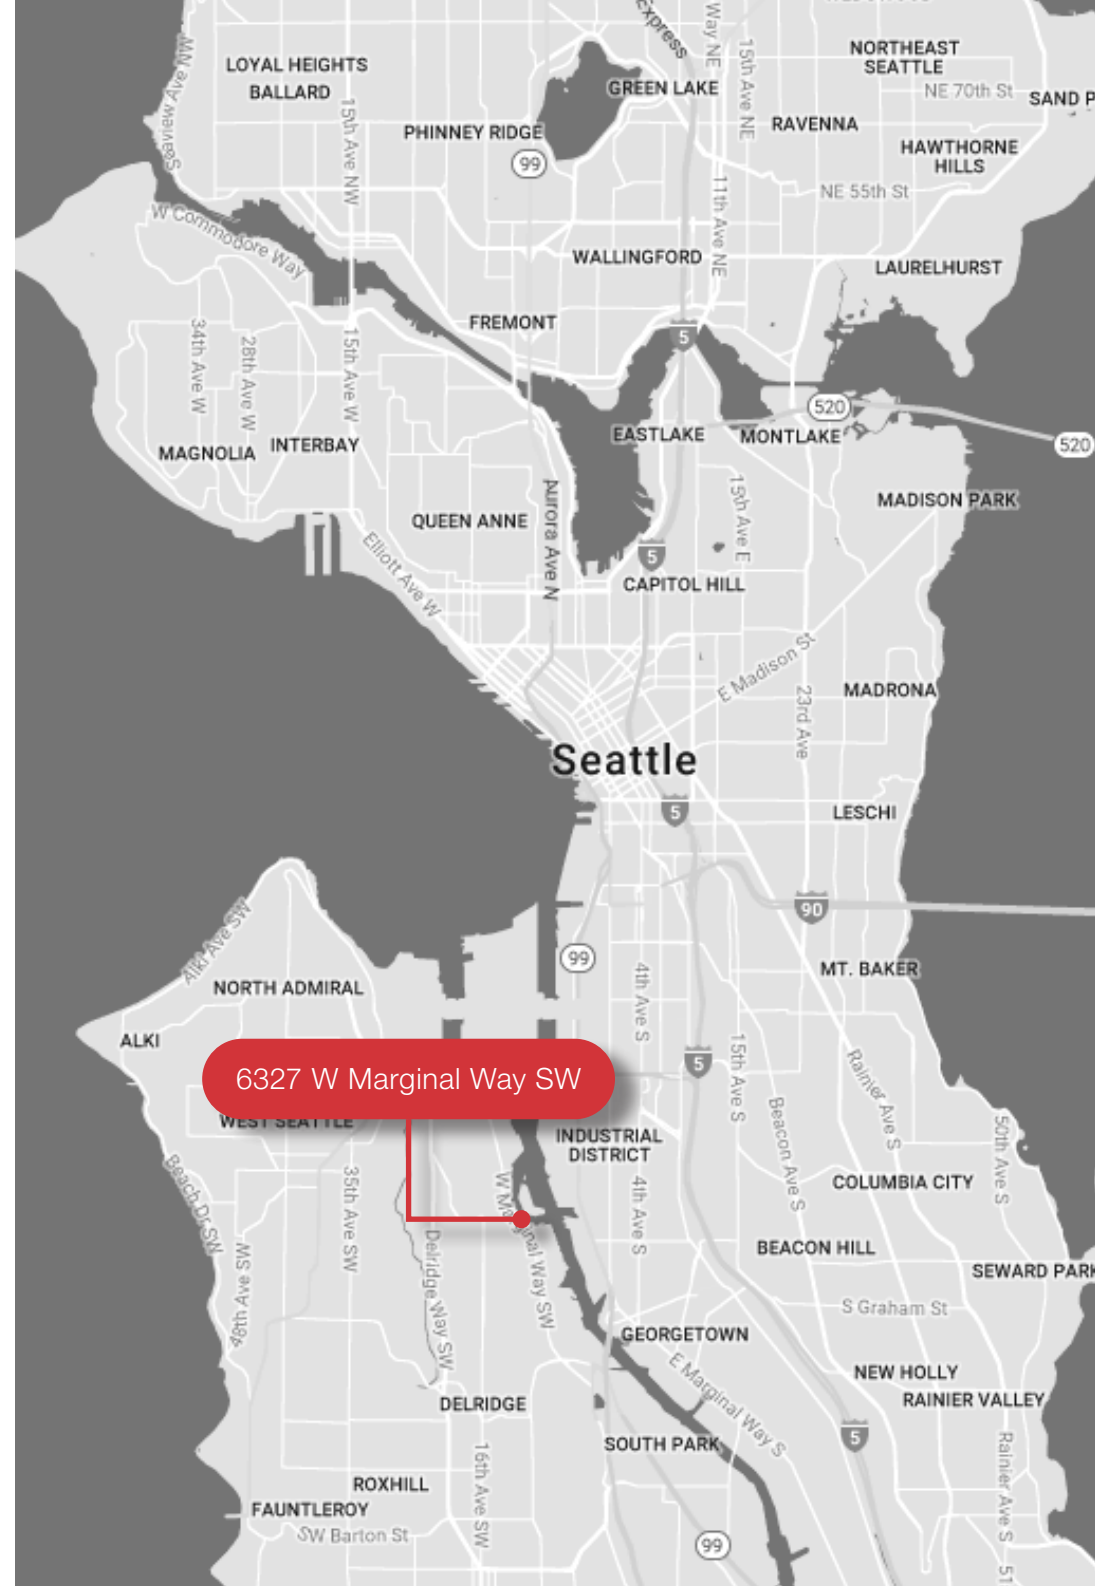 Express
Way NE
15th Ave NE
NORTHEAST
SEATTLE
LOYAL HEIGHTS
BALLARD
Seaview Ave NW
GREEN LAKE
NE 70th St
SAND P
15th Ave NW
PHINNEY RIDGE
RAVENNA
HAWTHORNE
HILLS
99
11th Ave NE
NE 55th St
W Commodore Way
WALLINGFORD
LAURELHURST
34th Ave W
28th Ave W
15th Ave W
FREMONT
5
520
EASTLAKE
MONTLAKE
520
MAGNOLIA
INTERBAY
15th Ave E
MADISON PARK
QUEEN ANNE
Aurora Ave N
Elliott Ave W
5
CAPITOL HILL
E Madison St
23rd Ave
MADRONA
Seattle
5
LESCHI
90
Alki Ave SW
99
4th Ave S
MT. BAKER
NORTH ADMIRAL
ALKI
6327 W Marginal Way SW
5
15th Ave S
Rainier Ave S
Beacon Ave S
WEST SEATTLE
INDUSTRIAL
DISTRICT
50th Ave S
Beach Dr SW
35th Ave SW
W Marginal Way SW
4th Ave S
COLUMBIA CITY
48th Ave SW
Delridge Way SW
BEACON HILL
SEWARD PARK
S Graham St
GEORGETOWN
E Marginal Way S
NEW HOLLY
RAINIER VALLEY
DELRIDGE
5
SOUTH PARK
Rainier Ave S
16th Ave SW
ROXHILL
FAUNTLEROY
SW Barton St
99
51